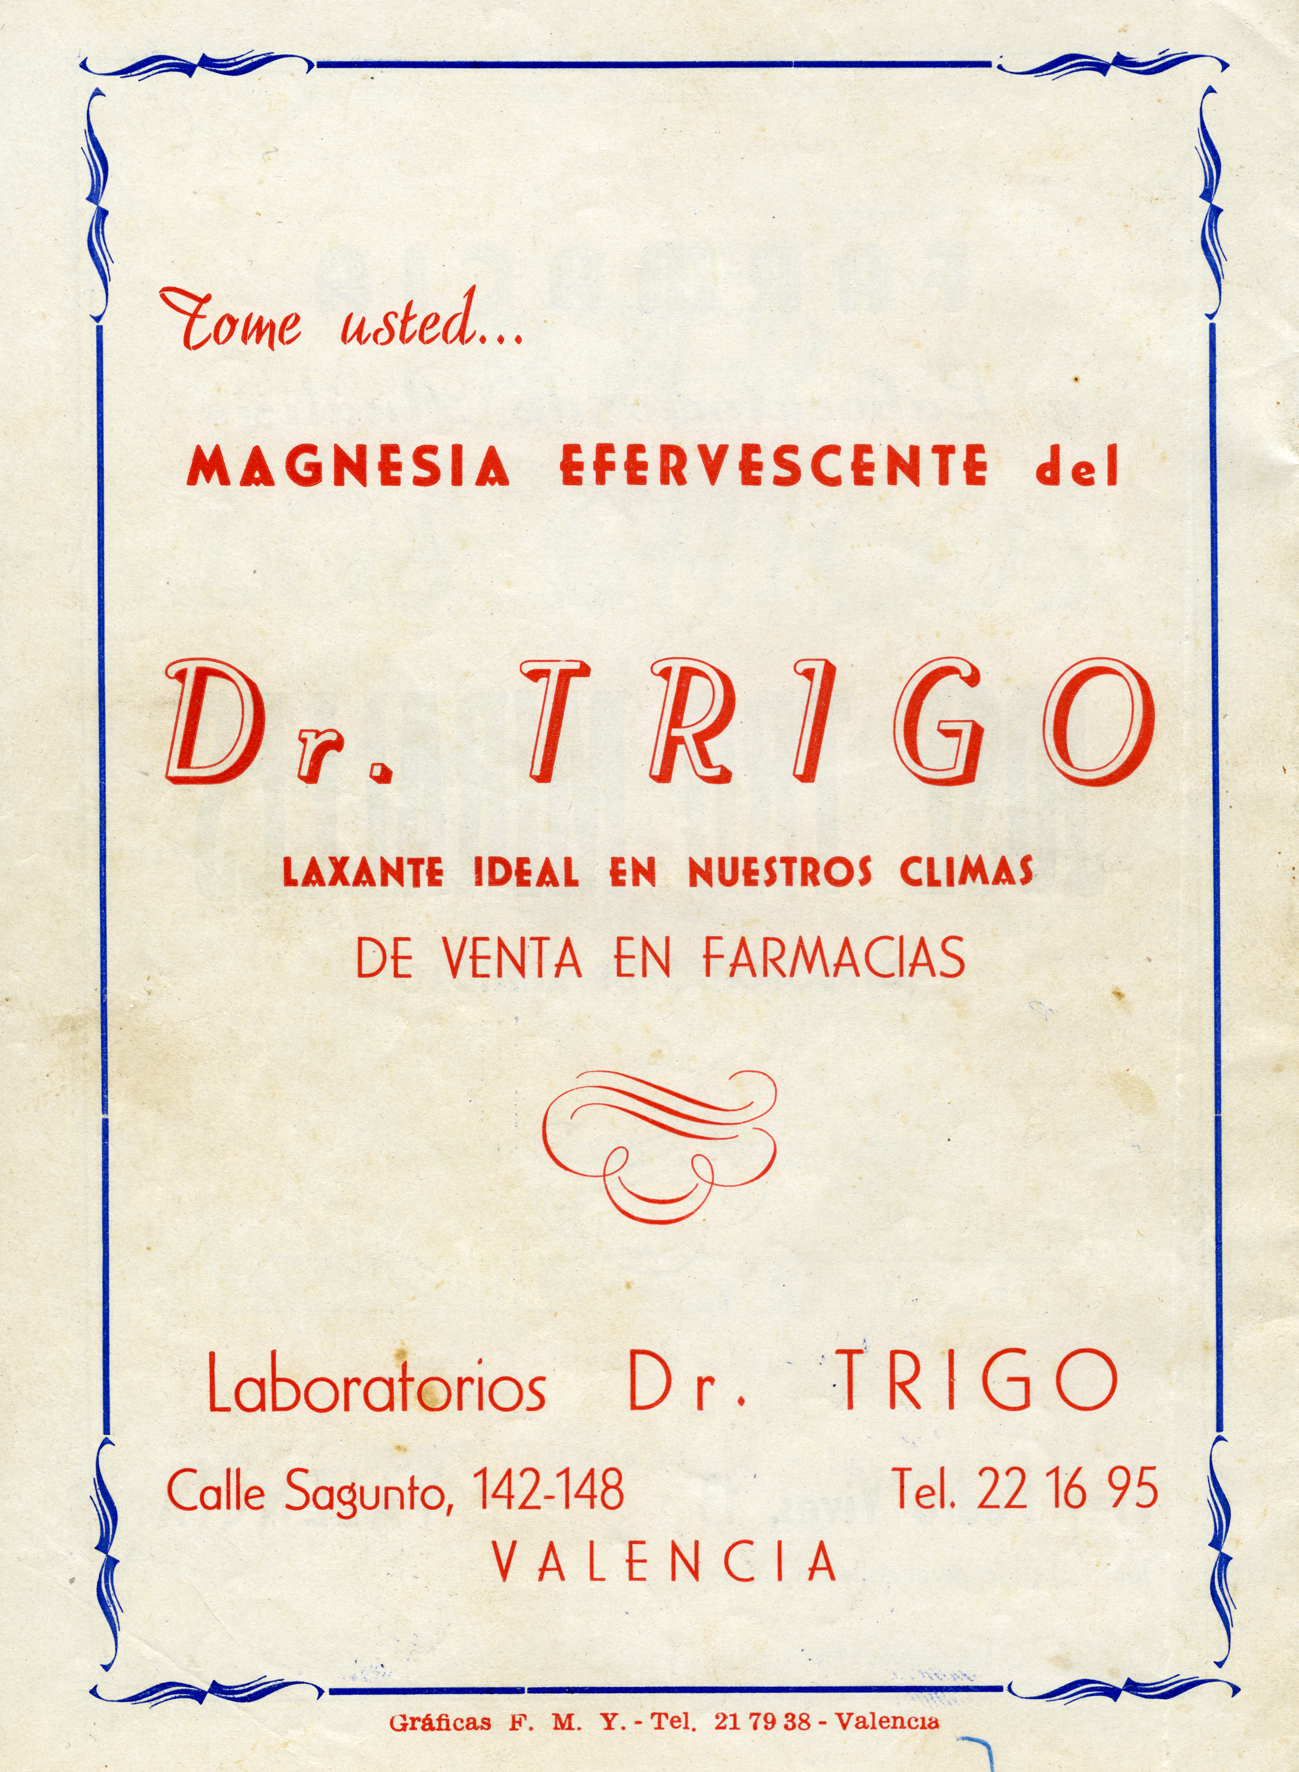 Tome usted...
MAGNESIA EFERVESCENTE del
Dr. TRIGO
LAXANTE IDEAL EN NUESTROS CLIMAS
DE VENTA EN FARMACIAS
Laboratorios Dr. TRIGO
Calle Sagunto, 142-148 Tel. 22 16 95
VALENCIA
Gráficas F. M. Y. - Tel. 21 79 38 - Valencia